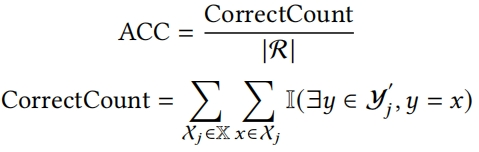 ACC = CorrectCount / |𝓡|
CorrectCount = ∑_{𝒳_j∈𝕏} ∑_{x∈𝒳_j} 𝕀(∃y ∈ 𝓨′_j, y = x)